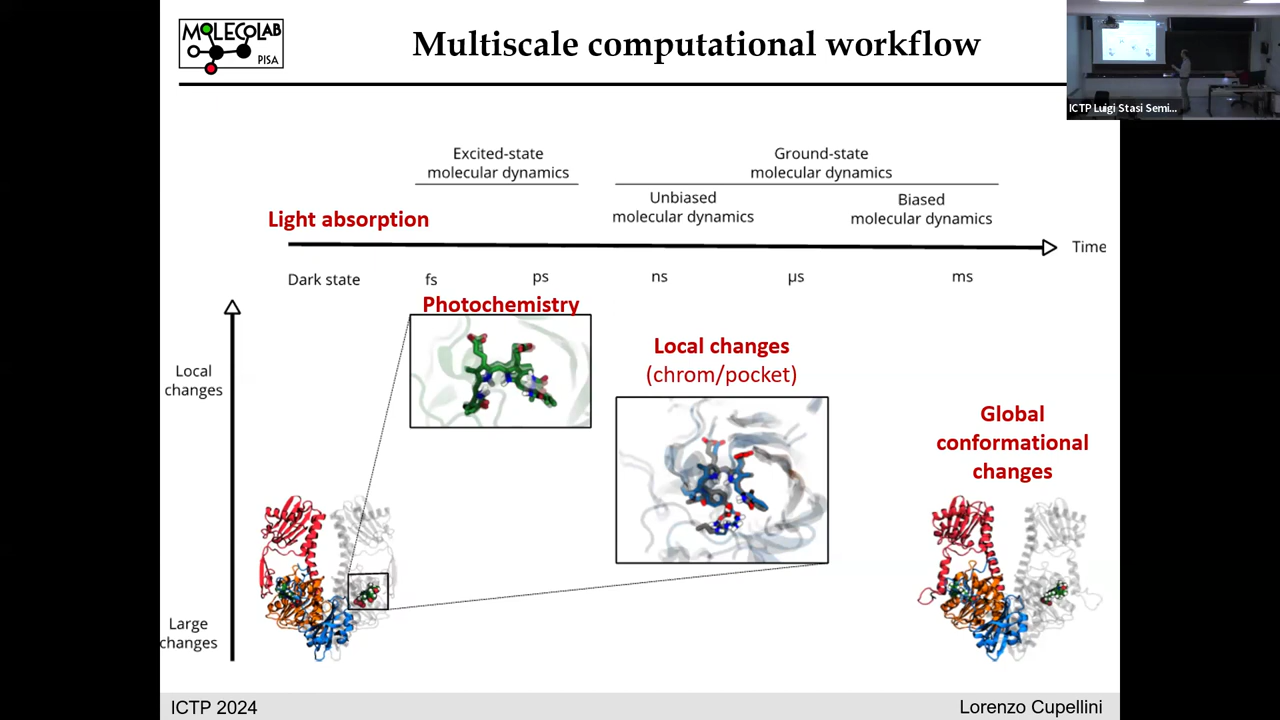 MOLECOLAB
PISA
Multiscale computational workflow
ICTP Luigi Stasi Semi...
Excited-state
molecular dynamics
Ground-state
molecular dynamics
Unbiased
molecular dynamics
Biased
molecular dynamics
Light absorption
Time
Dark state
fs
ps
ns
µs
ms
Photochemistry
Local
changes
Local changes
(chrom/pocket)
Global
conformational
changes
Large
changes
ICTP 2024
Lorenzo Cupellini